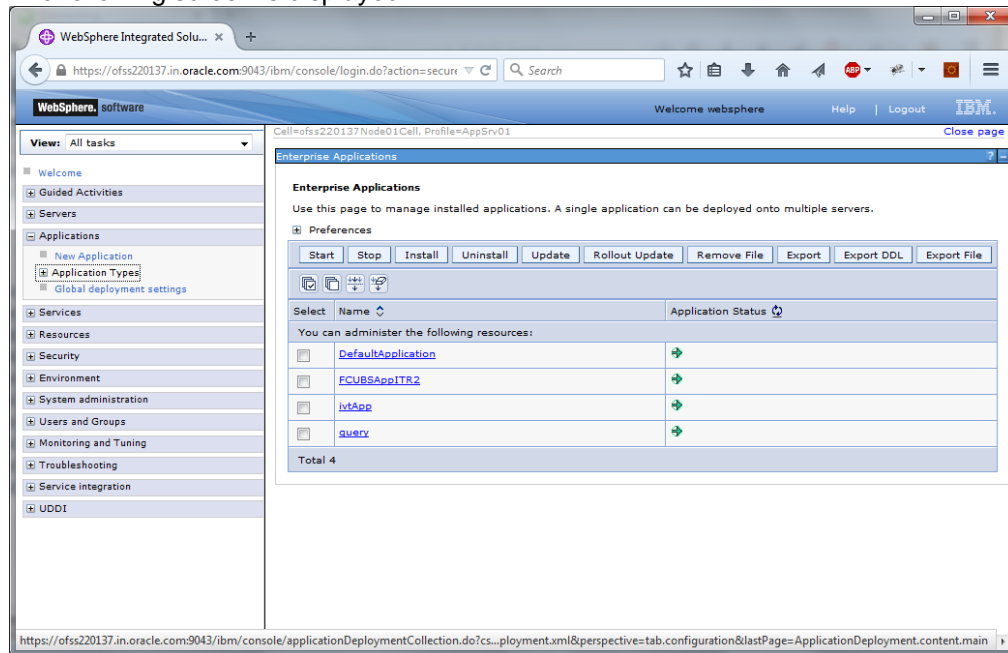 WebSphere Integrated Solu... × +
https://ofss220137.in.oracle.com:9043/ibm/console/login.do?action=secure
Search
ABP
WebSphere. software
Welcome websphere
Help | Logout
IBM.
View: All tasks
Cell=ofss220137Node01Cell, Profile=AppSrv01
Close page
Welcome
Guided Activities
Servers
Applications
New Application
Application Types
Global deployment settings
Services
Resources
Security
Environment
System administration
Users and Groups
Monitoring and Tuning
Troubleshooting
Service integration
UDDI
Enterprise Applications
? -
Enterprise Applications
Use this page to manage installed applications. A single application can be deployed onto multiple servers.
Preferences
Start Stop Install Uninstall Update Rollout Update Remove File Export Export DDL Export File
Select Name Application Status
You can administer the following resources:
DefaultApplication
FCUBSAppITR2
ivtApp
query
Total 4
https://ofss220137.in.oracle.com:9043/ibm/console/applicationDeploymentCollection.do?cs...ployment.xml&perspective=tab.configuration&lastPage=ApplicationDeployment.content.main